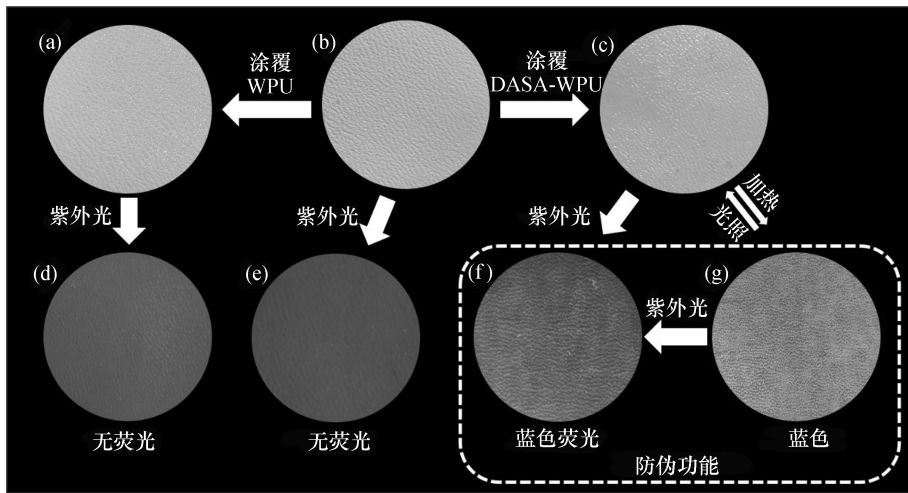 (a)
(b)
(c)
涂覆
WPU
涂覆
DASA-WPU
加热
光照
紫外光
紫外光
紫外光
(d)
(e)
(f)
(g)
紫外光
无荧光
无荧光
蓝色荧光
蓝色
防伪功能